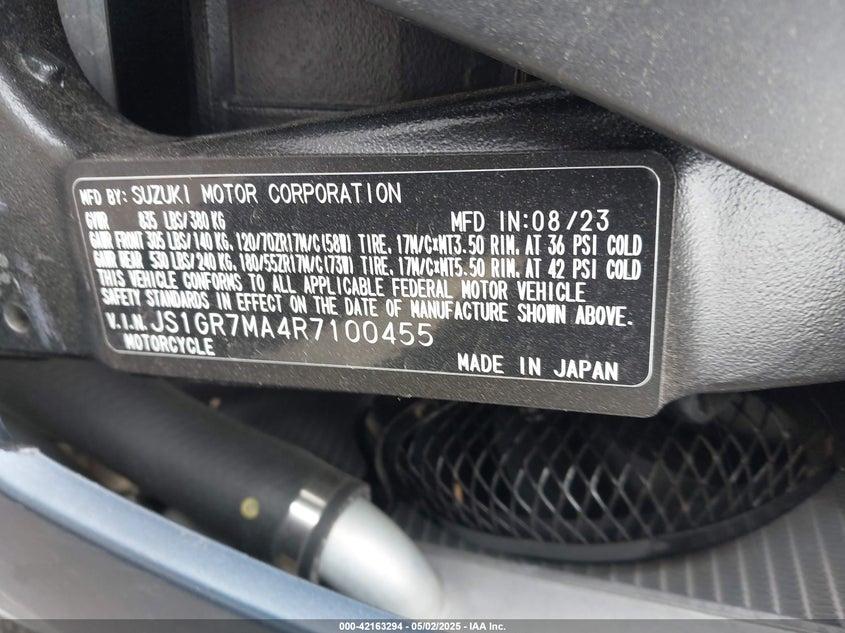 MFD BY: SUZUKI MOTOR CORPORATION
GVWR 835 LBS/380 KG MFD IN:08/23
GAWR FRONT 305 LBS/140 KG, 120/70ZR17M/C(58W) TIRE, 17M/C×MT3.50 RIM, AT 36 PSI COLD
GAWR REAR 530 LBS/240 KG, 180/55ZR17M/C(73W) TIRE, 17M/C×MT5.50 RIM, AT 42 PSI COLD
THIS VEHICLE CONFORMS TO ALL APPLICABLE FEDERAL MOTOR VEHICLE
SAFETY STANDARDS IN EFFECT ON THE DATE OF MANUFACTURE SHOWN ABOVE.
V.I.N. JS1GR7MA4R7100455
MOTORCYCLE MADE IN JAPAN
000-42163294 - 05/02/2025 - IAA Inc.